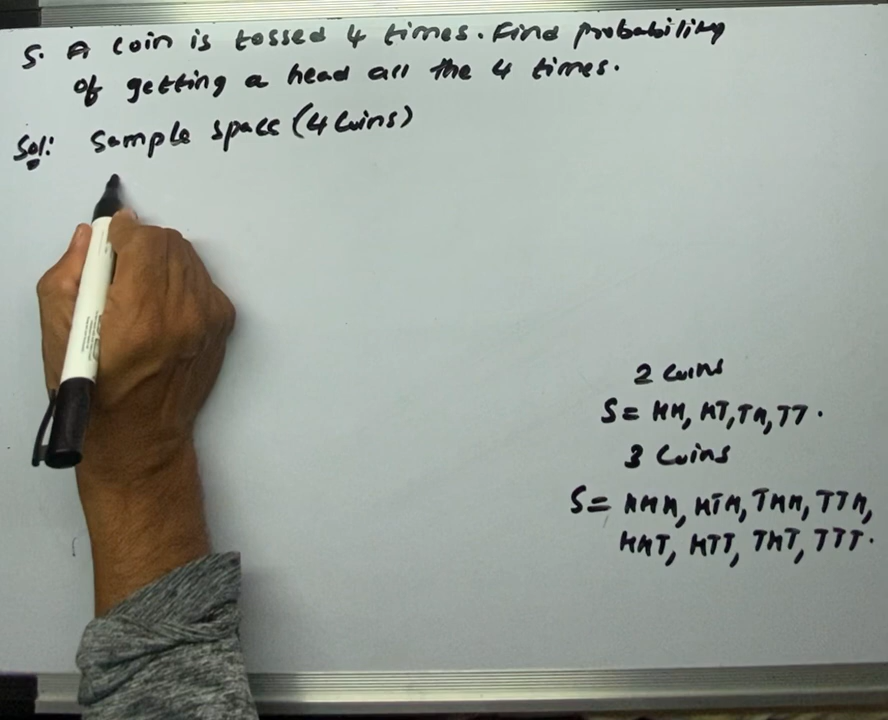 5. A coin is tossed 4 times. Find probability
of getting a head all the 4 times.
Sol: Sample space (4 coins)
2 coins
S= HH, HT, TH, TT.
3 coins
S= HHH, HTH, THH, TTH,
HHT, HTT, THT, TTT.